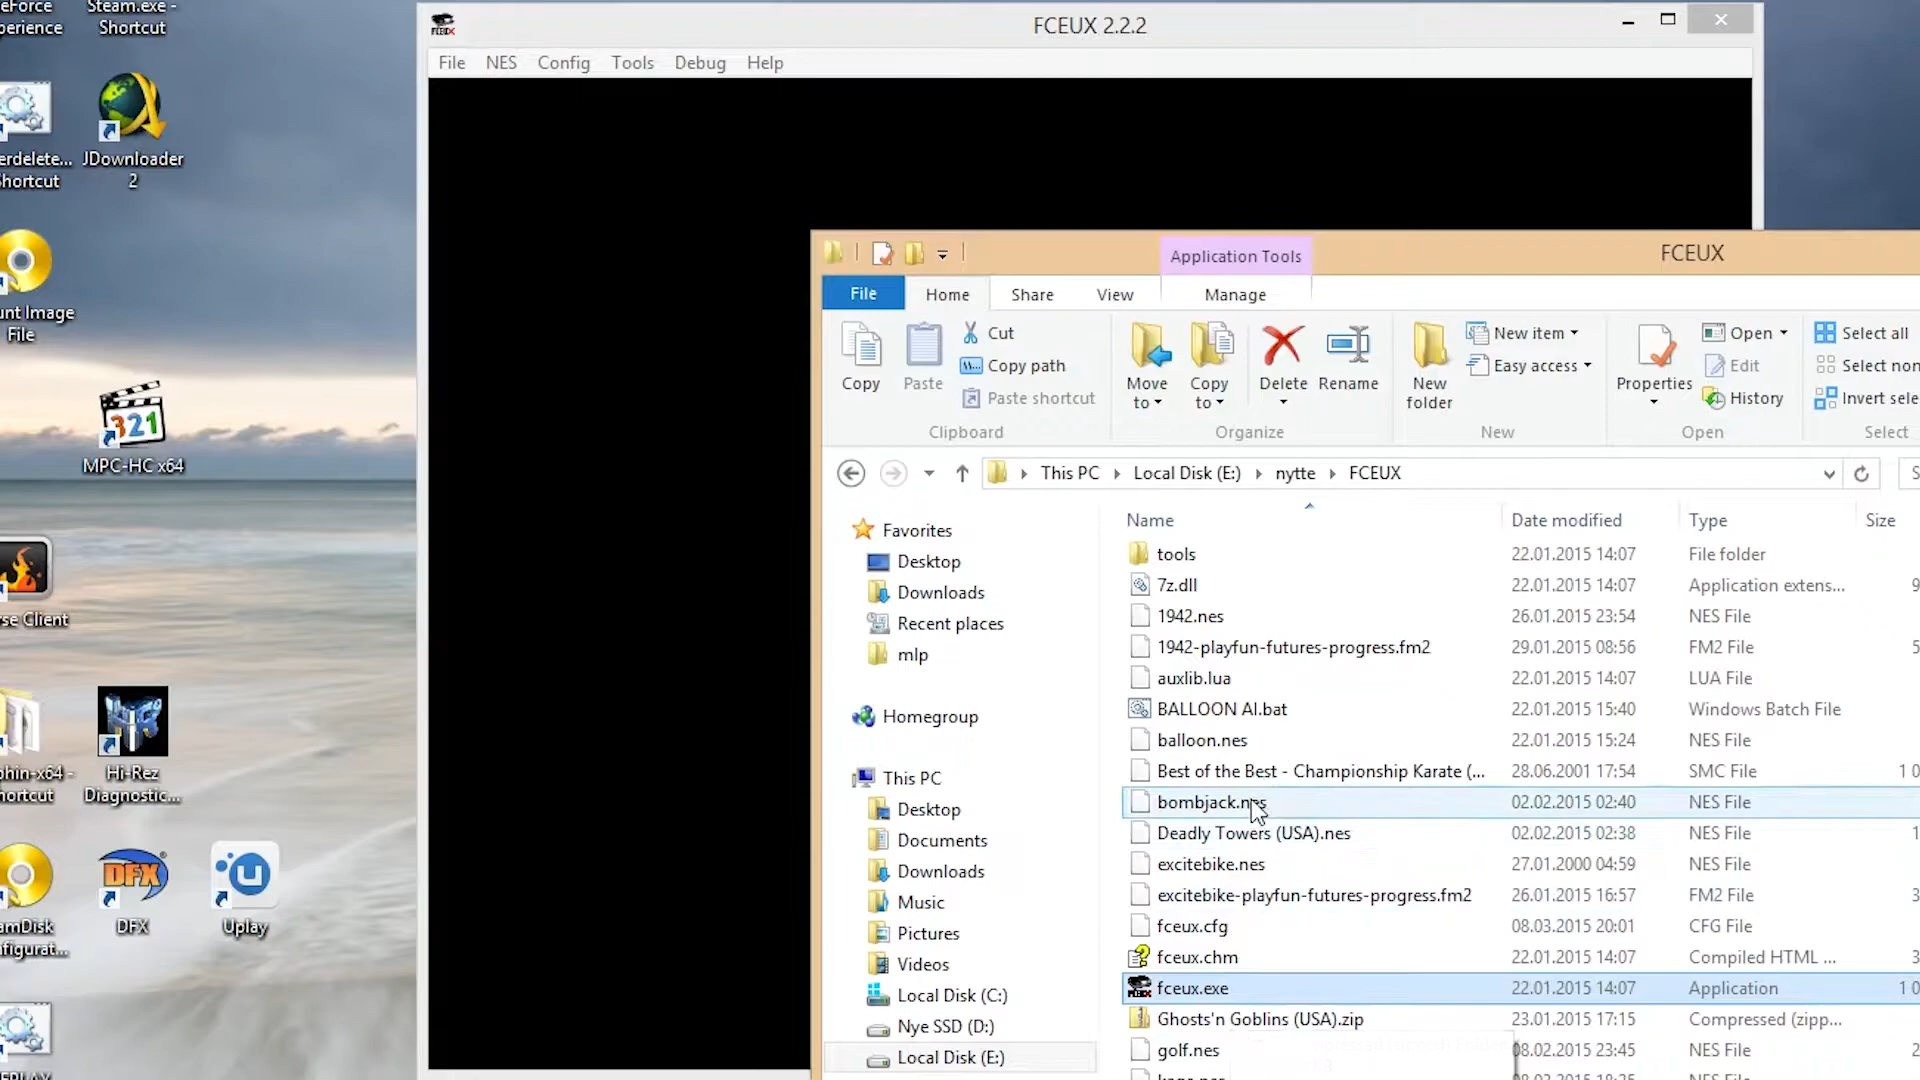 eForce
perience
Steam.exe -
Shortcut
erdelete...
Shortcut
JDownloader
2
unt Image
File
321
MPC-HC x64
rse Client
phin-x64 -
hortcut
Hi-Rez
Diagnostic...
amDisk
nfigurat...
DFX
DFX
Uplay
FCEUX 2.2.2
File NES Config Tools Debug Help
Application Tools
FCEUX
File Home Share View Manage
Copy
Paste
Cut
Copy path
Paste shortcut
Move to
Copy to
Delete
Rename
New folder
New item
Easy access
Properties
Open
Edit
History
Select all
Select non
Invert sele
Clipboard
Organize
New
Open
Select
This PC
Local Disk (E:)
nytte
FCEUX
S
Favorites
Desktop
Downloads
Recent places
mlp
Homegroup
This PC
Desktop
Documents
Downloads
Music
Pictures
Videos
Local Disk (C:)
Nye SSD (D:)
Local Disk (E:)
Name Date modified Type Size
tools 22.01.2015 14:07 File folder
7z.dll 22.01.2015 14:07 Application extens... 9
1942.nes 26.01.2015 23:54 NES File
1942-playfun-futures-progress.fm2 29.01.2015 08:56 FM2 File 5
auxlib.lua 22.01.2015 14:07 LUA File
BALLOON AI.bat 22.01.2015 15:40 Windows Batch File
balloon.nes 22.01.2015 15:24 NES File
Best of the Best - Championship Karate (... 28.06.2001 17:54 SMC File 1 0
bombjack.nes 02.02.2015 02:40 NES File
Deadly Towers (USA).nes 02.02.2015 02:38 NES File 1
excitebike.nes 27.01.2000 04:59 NES File
excitebike-playfun-futures-progress.fm2 26.01.2015 16:57 FM2 File 3
fceux.cfg 08.03.2015 20:01 CFG File
fceux.chm 22.01.2015 14:07 Compiled HTML ... 3
fceux.exe 22.01.2015 14:07 Application 1 0
Ghosts'n Goblins (USA).zip 23.01.2015 17:15 Compressed (zipp...
golf.nes 08.02.2015 23:45 NES File 2